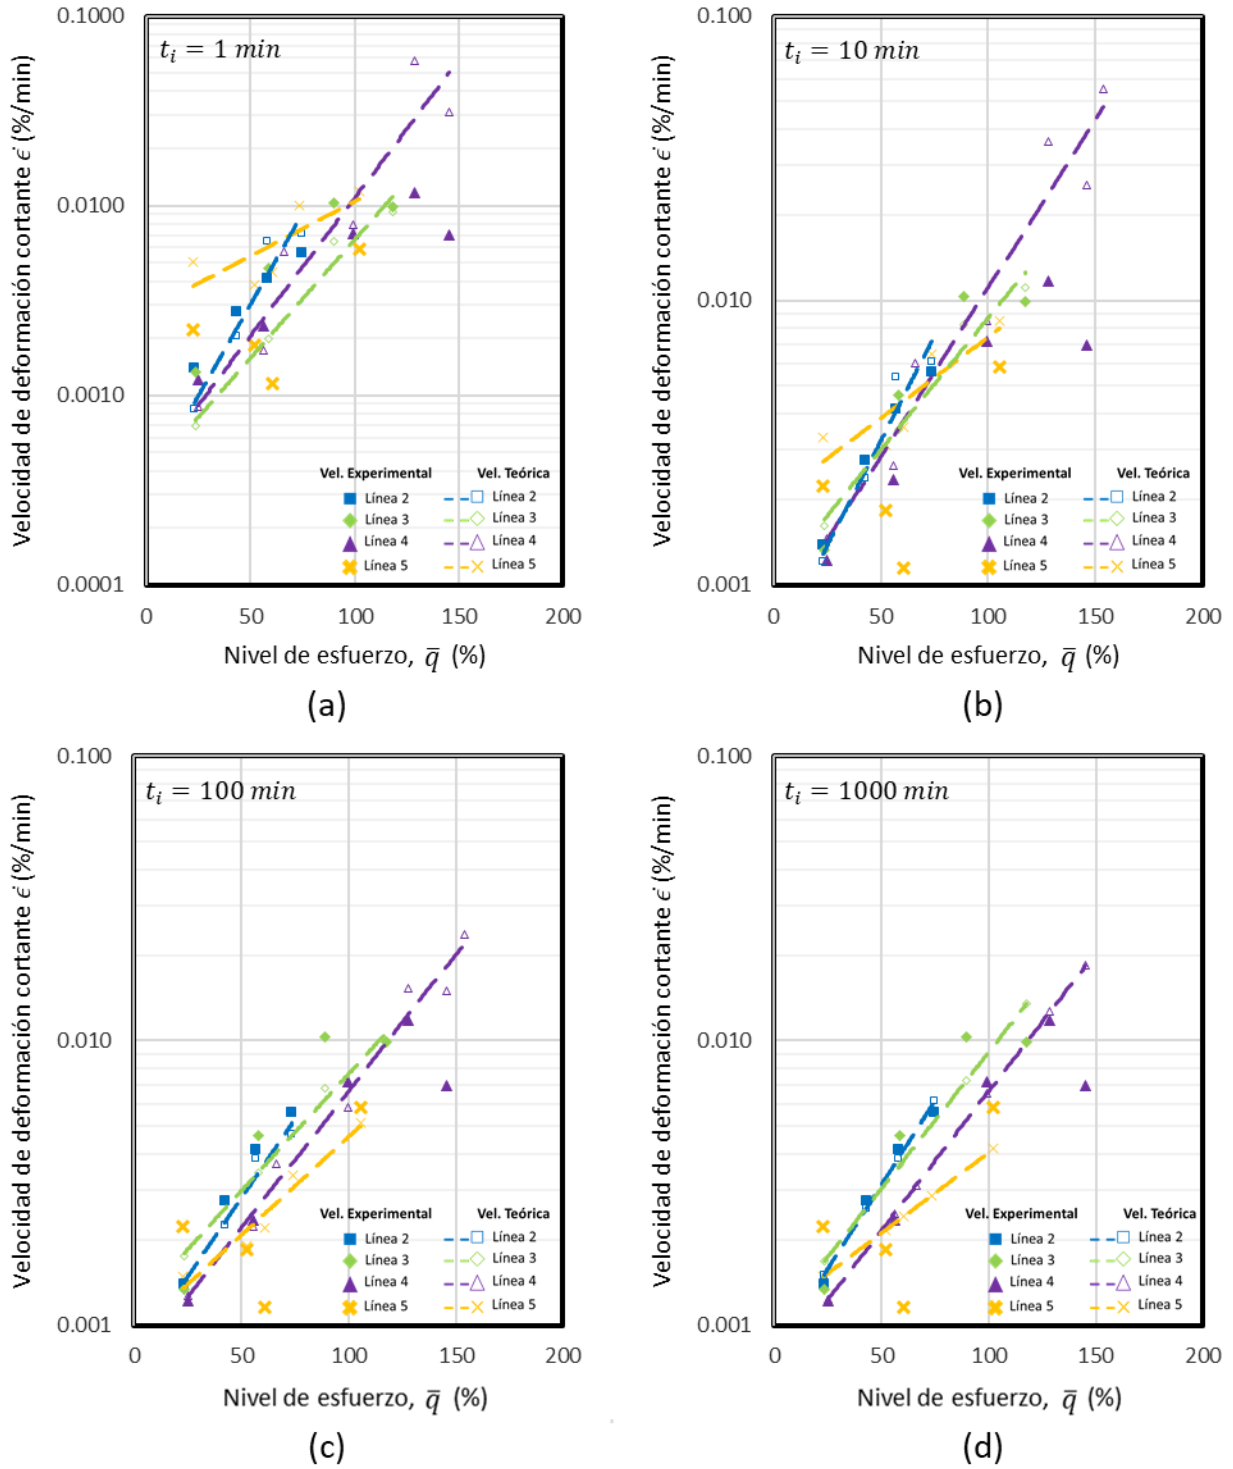 t_i = 1 min
0.1000
0.0100
0.0010
0.0001
0 50 100 150 200
Velocidad de deformación cortante ϵ̇ (%/min)
Nivel de esfuerzo, q̅ (%)
Vel. Experimental Vel. Teórica
Línea 2 Línea 2
Línea 3 Línea 3
Línea 4 Línea 4
Línea 5 Línea 5
(a)
t_i = 10 min
0.100
0.010
0.001
0 50 100 150 200
Velocidad de deformación cortante ϵ̇ (%/min)
Nivel de esfuerzo, q̅ (%)
Vel. Experimental Vel. Teórica
Línea 2 Línea 2
Línea 3 Línea 3
Línea 4 Línea 4
Línea 5 Línea 5
(b)
t_i = 100 min
0.100
0.010
0.001
0 50 100 150 200
Velocidad de deformación cortante ϵ̇ (%/min)
Nivel de esfuerzo, q̅ (%)
Vel. Experimental Vel. Teórica
Línea 2 Línea 2
Línea 3 Línea 3
Línea 4 Línea 4
Línea 5 Línea 5
(c)
t_i = 1000 min
0.100
0.010
0.001
0 50 100 150 200
Velocidad de deformación cortante ϵ̇ (%/min)
Nivel de esfuerzo, q̅ (%)
Vel. Experimental Vel. Teórica
Línea 2 Línea 2
Línea 3 Línea 3
Línea 4 Línea 4
Línea 5 Línea 5
(d)